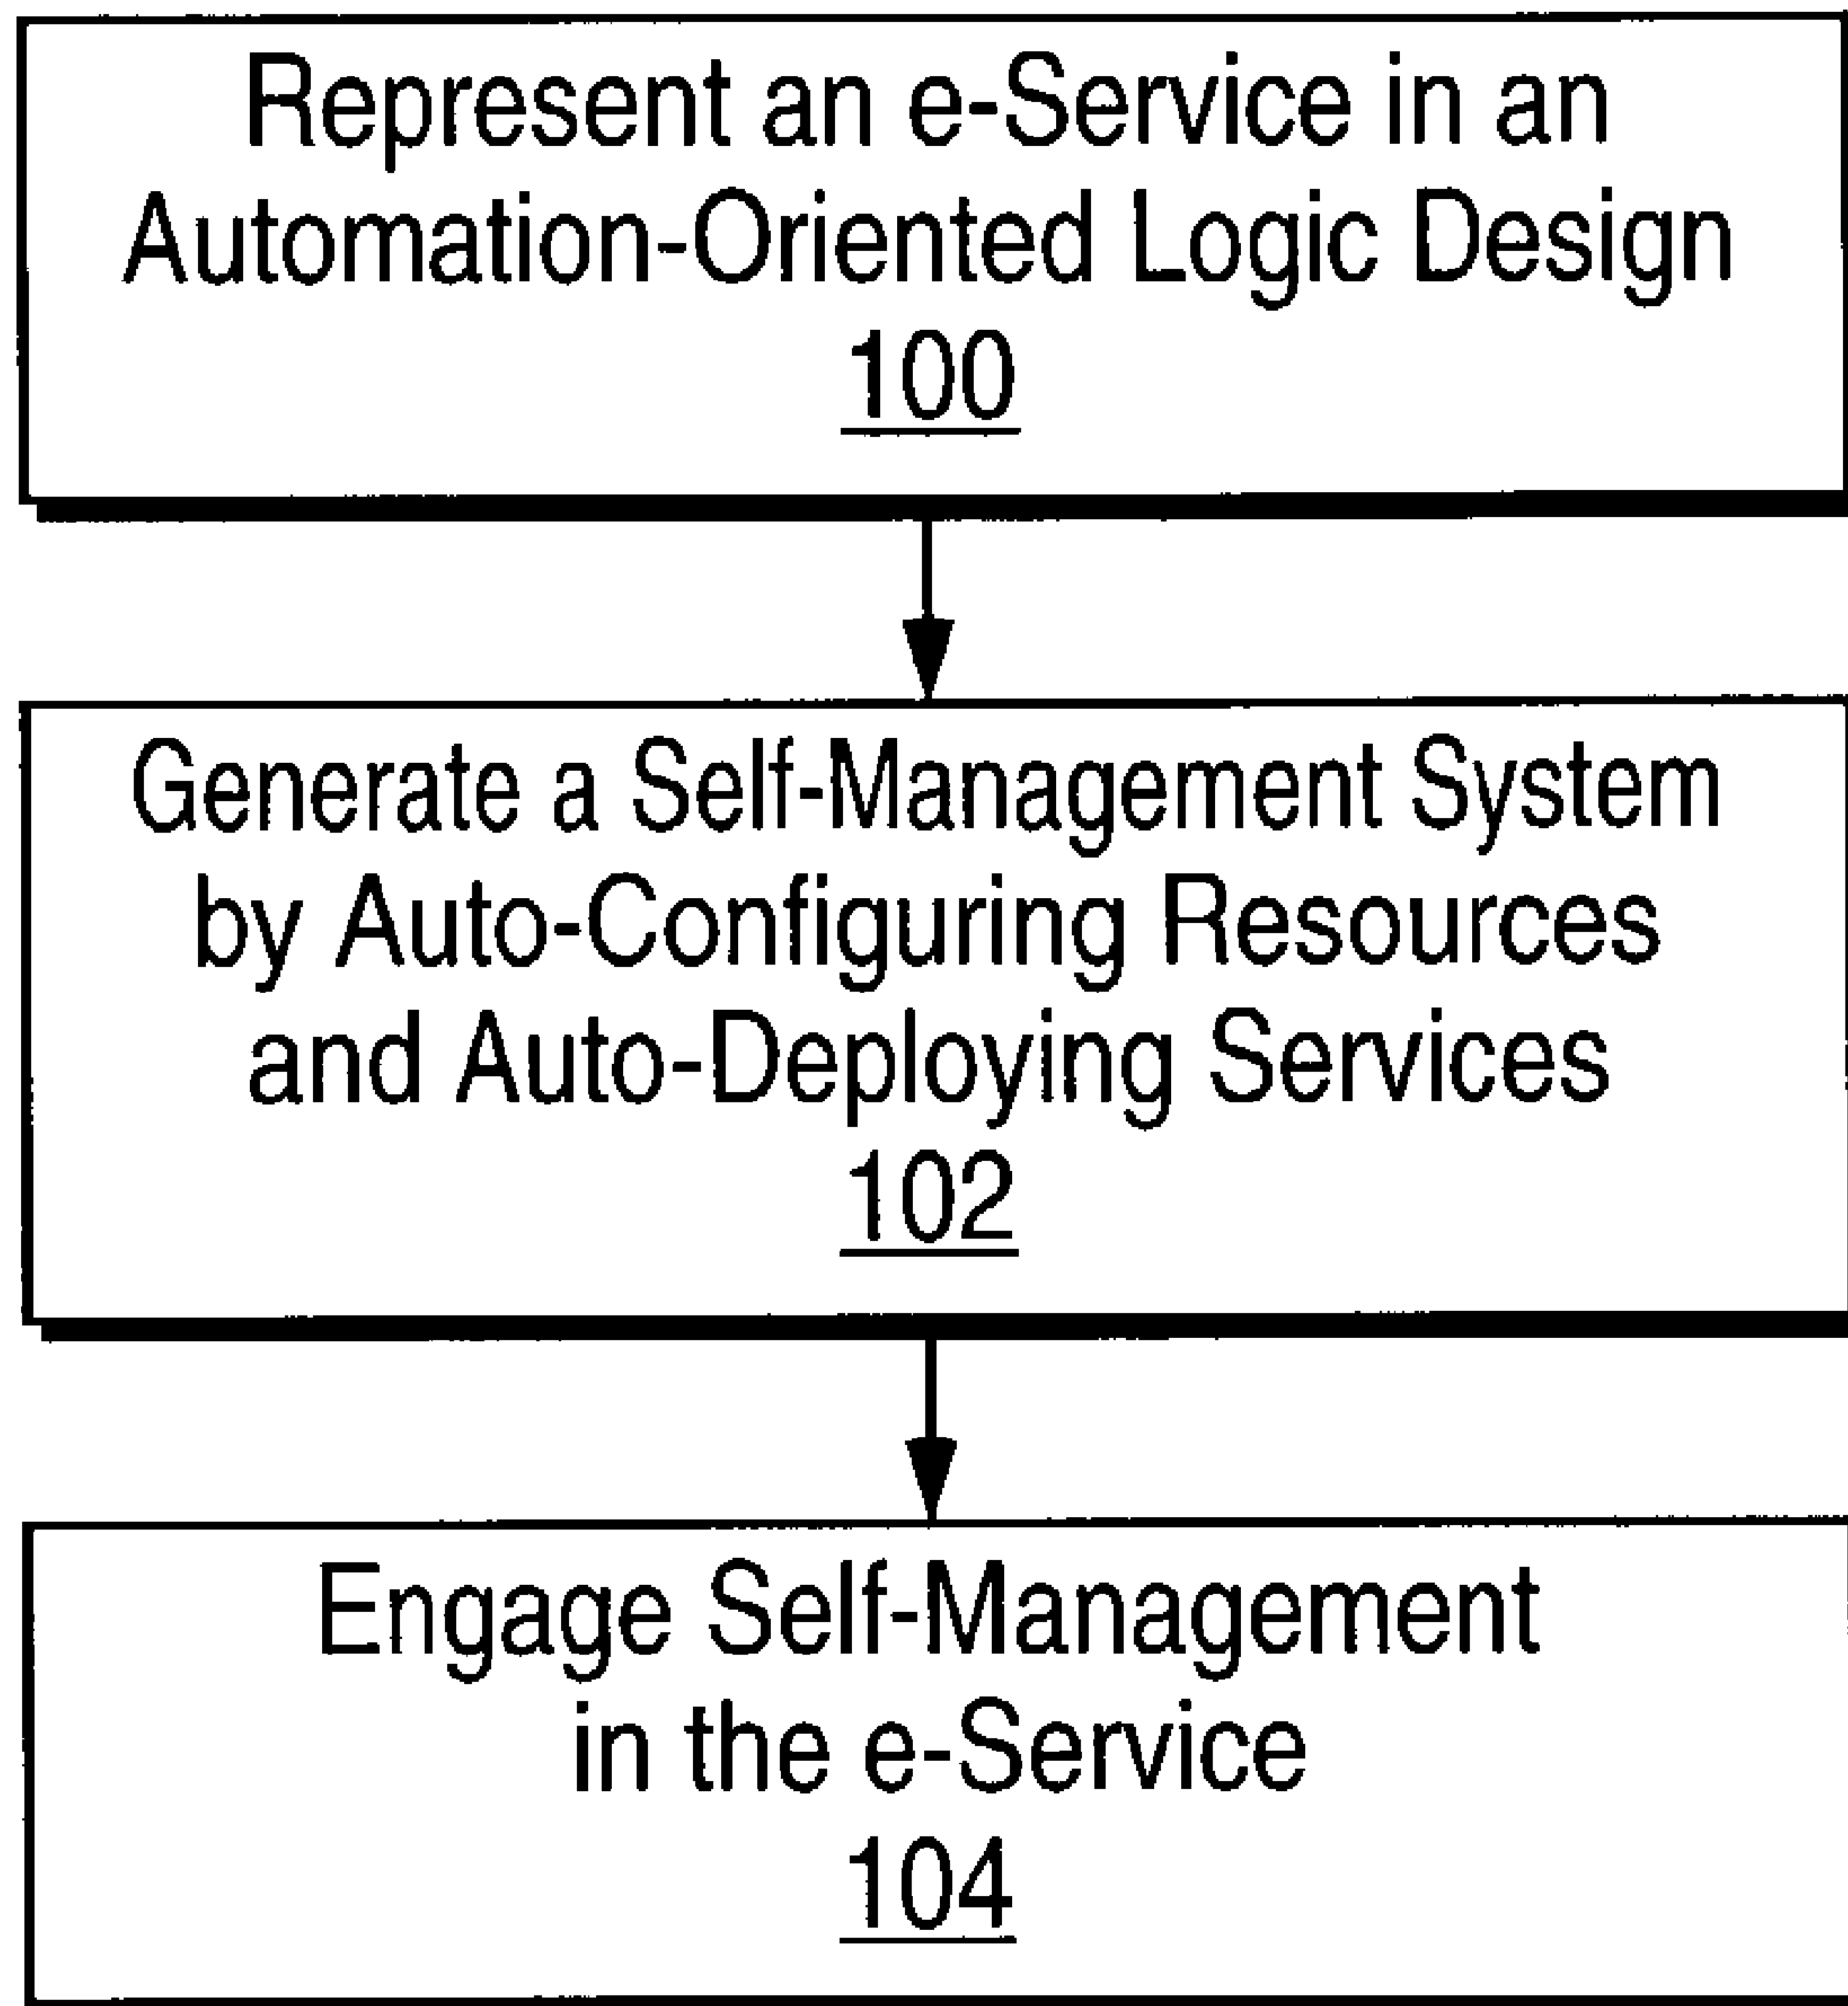 Represent an e-Service in an
Automation-Oriented Logic Design
100
Generate a Self-Management System
by Auto-Configuring Resources
and Auto-Deploying Services
102
Engage Self-Management
in the e-Service
104